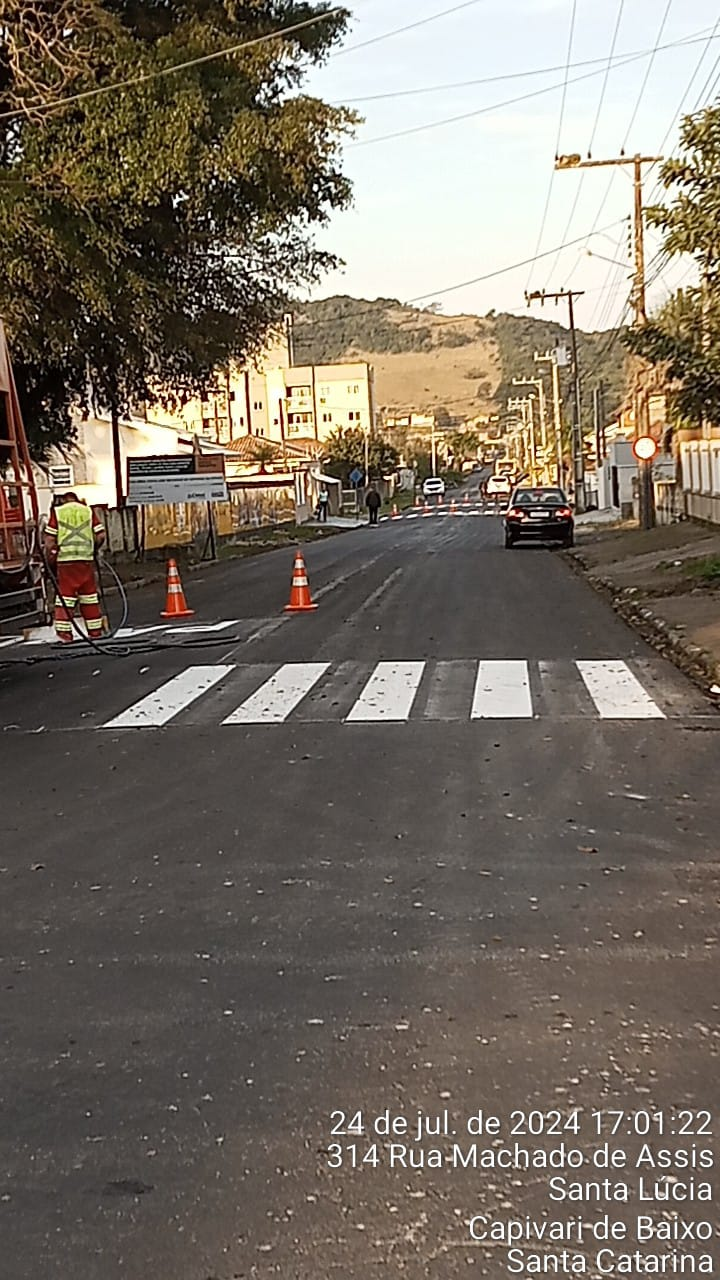 24 de jul. de 2024 17:01:22
314 Rua Machado de Assis
Santa Lúcia
Capivari de Baixo
Santa Catarina